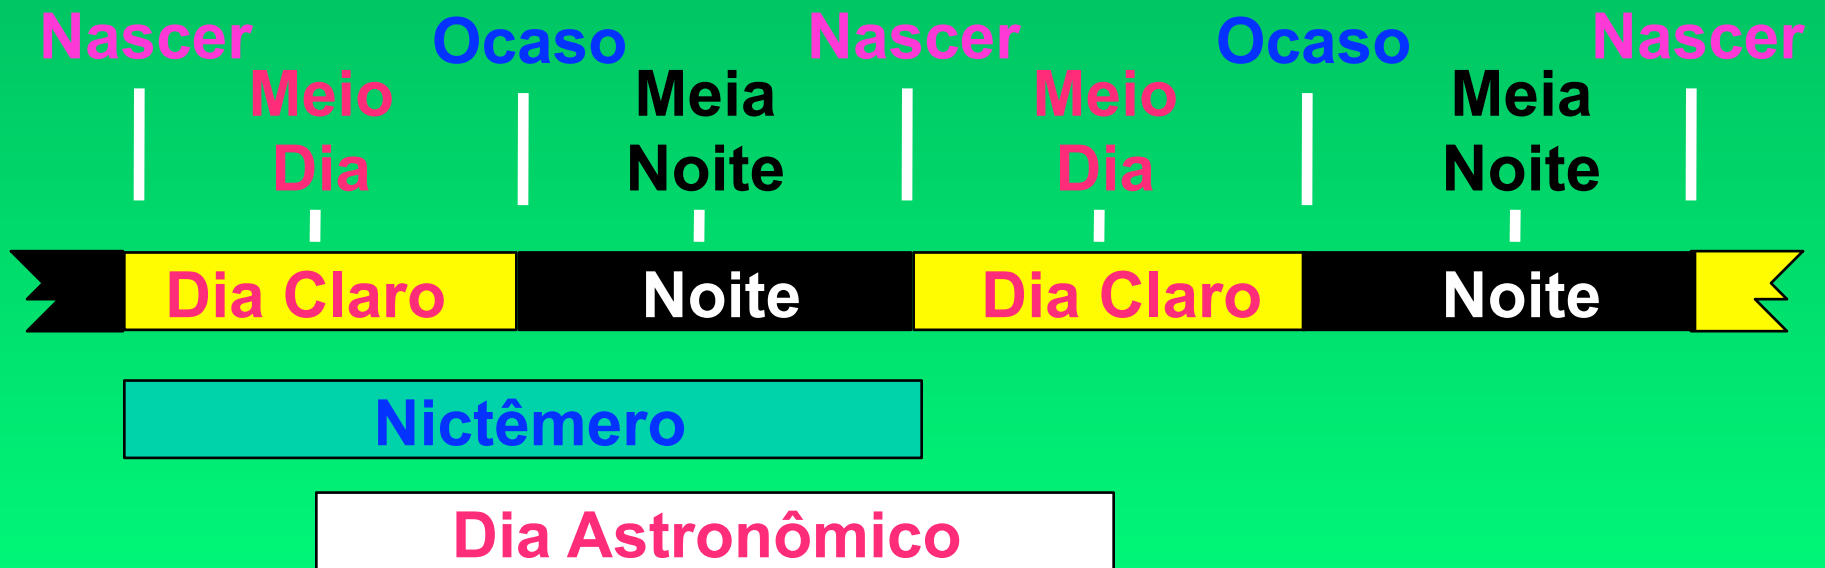 Nascer Ocaso Nascer Ocaso Nascer
Meio Meia Meio Meia
Dia Noite Dia Noite
Dia Claro Noite Dia Claro Noite
Nictêmero
Dia Astronômico